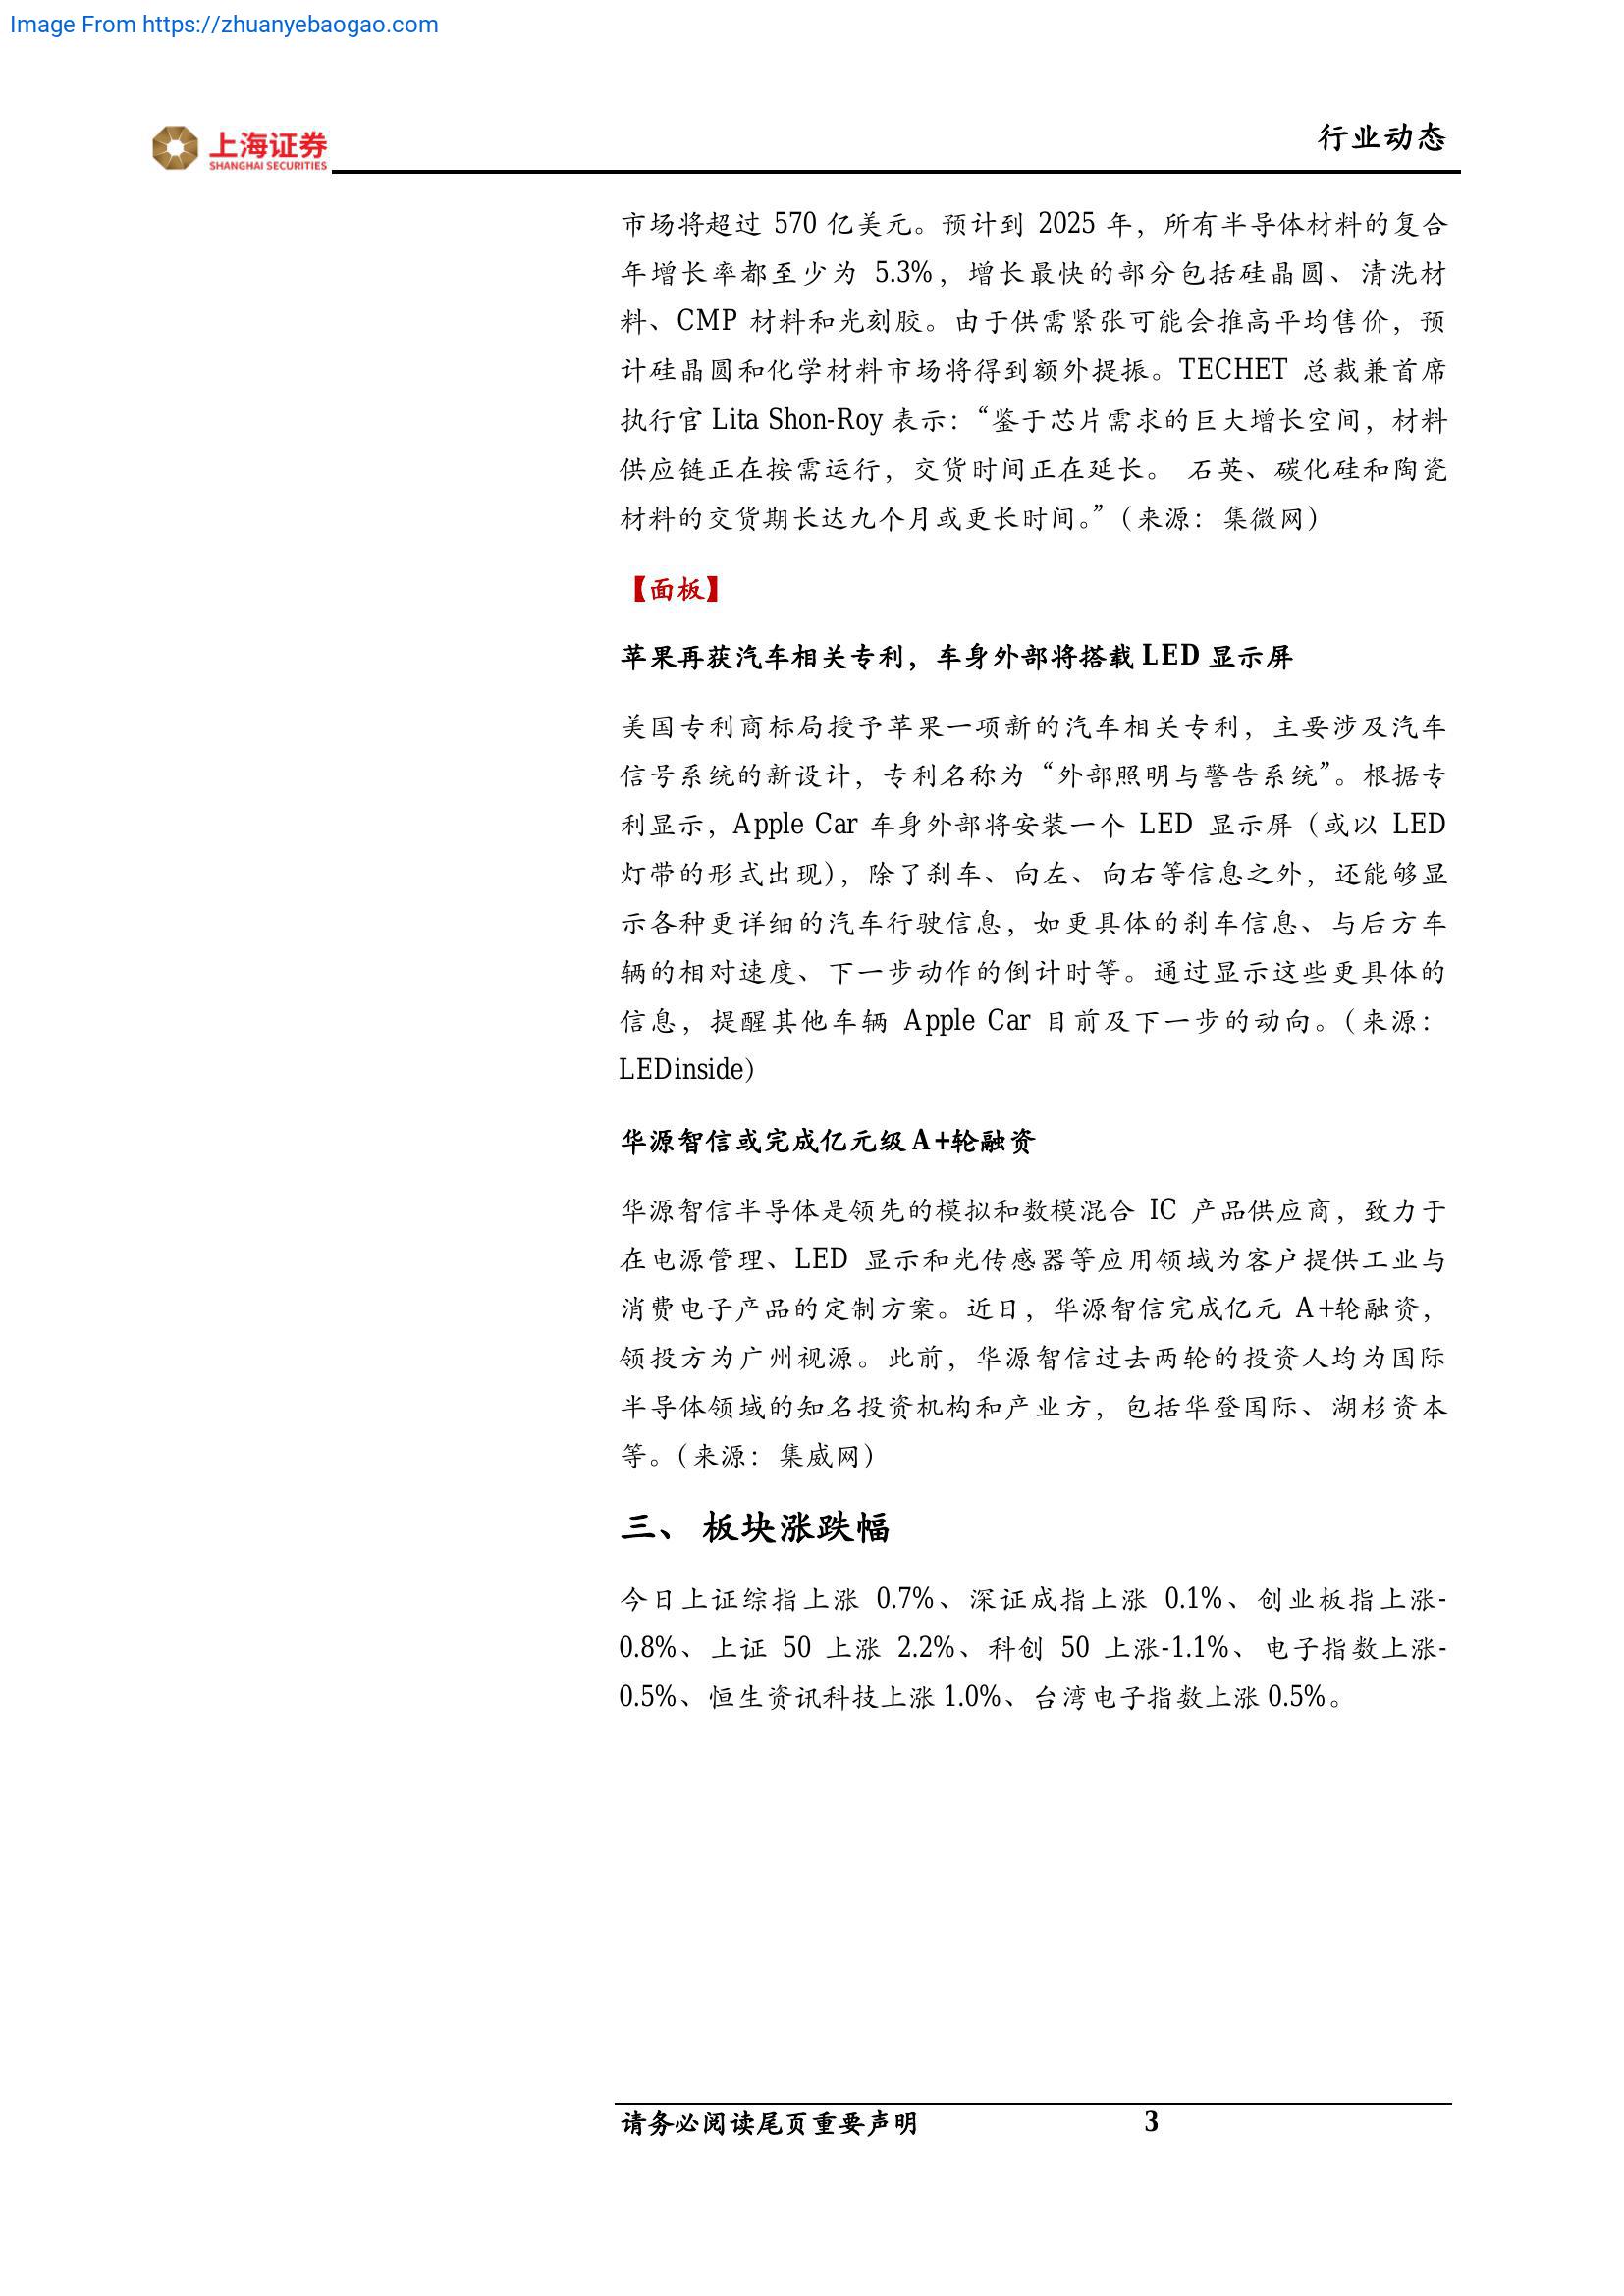 Image From https://zhuanyebaogao.com
上海证券
SHANGHAI SECURITIES
行业动态
市场将超过 570 亿美元。预计到 2025 年，所有半导体材料的复合
年增长率都至少为 5.3%，增长最快的部分包括硅晶圆、清洗材
料、CMP 材料和光刻胶。由于供需紧张可能会推高平均售价，预
计硅晶圆和化学材料市场将得到额外提振。TECHET 总裁兼首席
执行官 Lita Shon-Roy 表示：“鉴于芯片需求的巨大增长空间，材料
供应链正在按需运行，交货时间正在延长。 石英、碳化硅和陶瓷
材料的交货期长达九个月或更长时间。”（来源：集微网）
【面板】
苹果再获汽车相关专利，车身外部将搭载 LED 显示屏
美国专利商标局授予苹果一项新的汽车相关专利，主要涉及汽车
信号系统的新设计，专利名称为“外部照明与警告系统”。根据专
利显示，Apple Car 车身外部将安装一个 LED 显示屏（或以 LED
灯带的形式出现），除了刹车、向左、向右等信息之外，还能够显
示各种更详细的汽车行驶信息，如更具体的刹车信息、与后方车
辆的相对速度、下一步动作的倒计时等。通过显示这些更具体的
信息，提醒其他车辆 Apple Car 目前及下一步的动向。（来源：
LEDinside）
华源智信或完成亿元级 A+轮融资
华源智信半导体是领先的模拟和数模混合 IC 产品供应商，致力于
在电源管理、LED 显示和光传感器等应用领域为客户提供工业与
消费电子产品的定制方案。近日，华源智信完成亿元 A+轮融资，
领投方为广州视源。此前，华源智信过去两轮的投资人均为国际
半导体领域的知名投资机构和产业方，包括华登国际、湖杉资本
等。（来源：集威网）
三、 板块涨跌幅
今日上证综指上涨 0.7%、深证成指上涨 0.1%、创业板指上涨-
0.8%、上证 50 上涨 2.2%、科创 50 上涨-1.1%、电子指数上涨-
0.5%、恒生资讯科技上涨 1.0%、台湾电子指数上涨 0.5%。
请务必阅读尾页重要声明 3